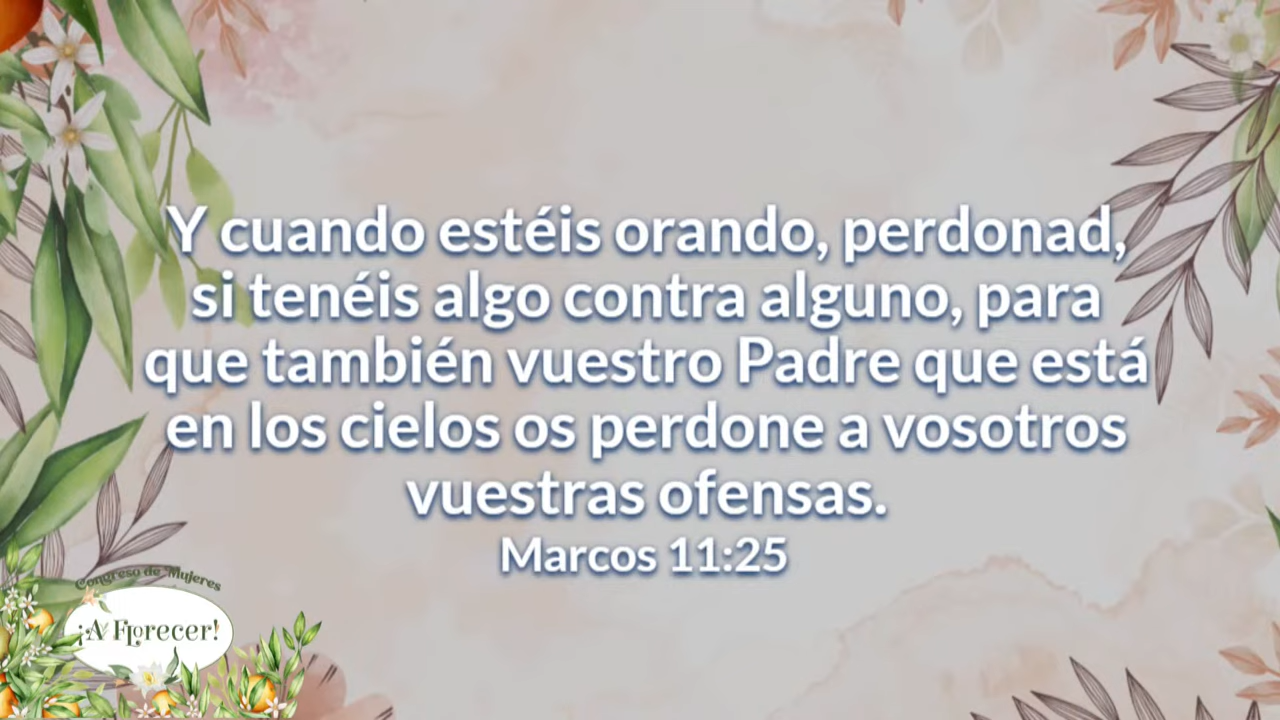 Y cuando estéis orando, perdonad,
si tenéis algo contra alguno, para
que también vuestro Padre que está
en los cielos os perdone a vosotros
vuestras ofensas.
Marcos 11:25
Congreso de Mujeres
¡A Florecer!